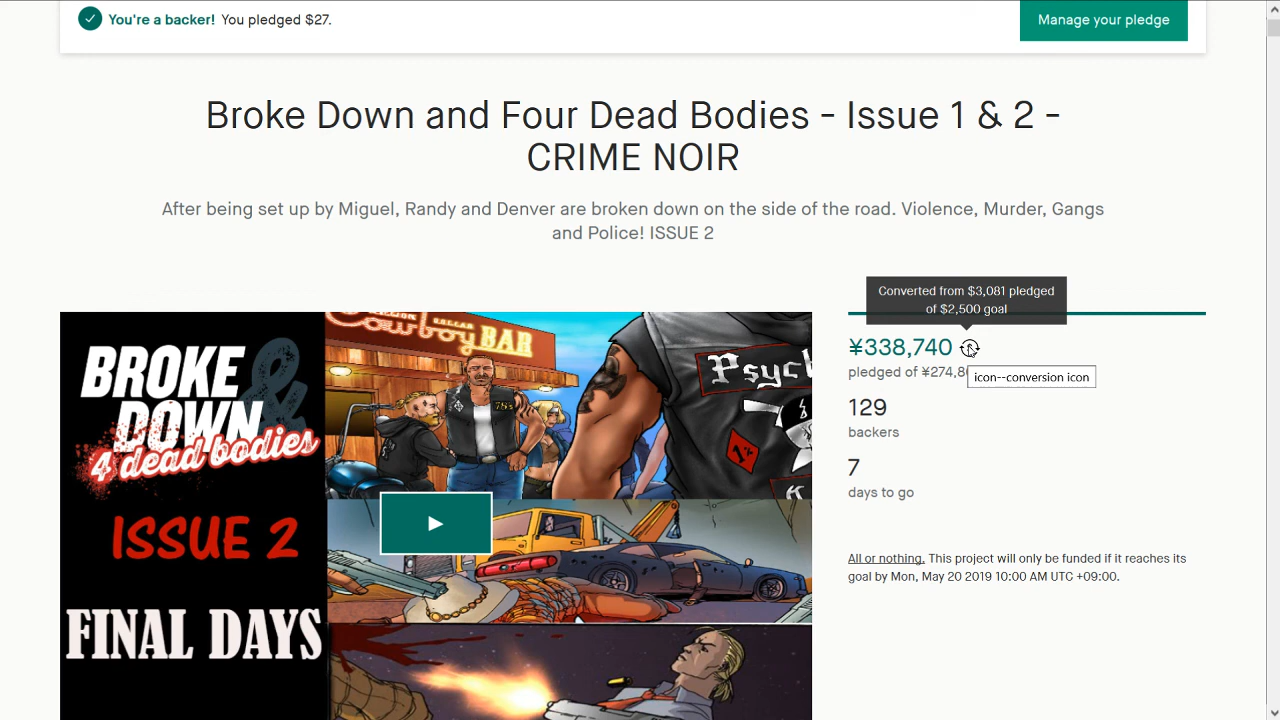 You're a backer! You pledged $27.
Manage your pledge
Broke Down and Four Dead Bodies - Issue 1 & 2 -
CRIME NOIR
After being set up by Miguel, Randy and Denver are broken down on the side of the road. Violence, Murder, Gangs
and Police! ISSUE 2
Converted from $3,081 pledged
of $2,500 goal
¥338,740
pledged of ¥274,8
icon--conversion icon
129
backers
7
days to go
All or nothing. This project will only be funded if it reaches its
goal by Mon, May 20 2019 10:00 AM UTC +09:00.
BROKE &
DOWN
4 dead bodies
ISSUE 2
FINAL DAYS
Cowboy BAR
Psyc